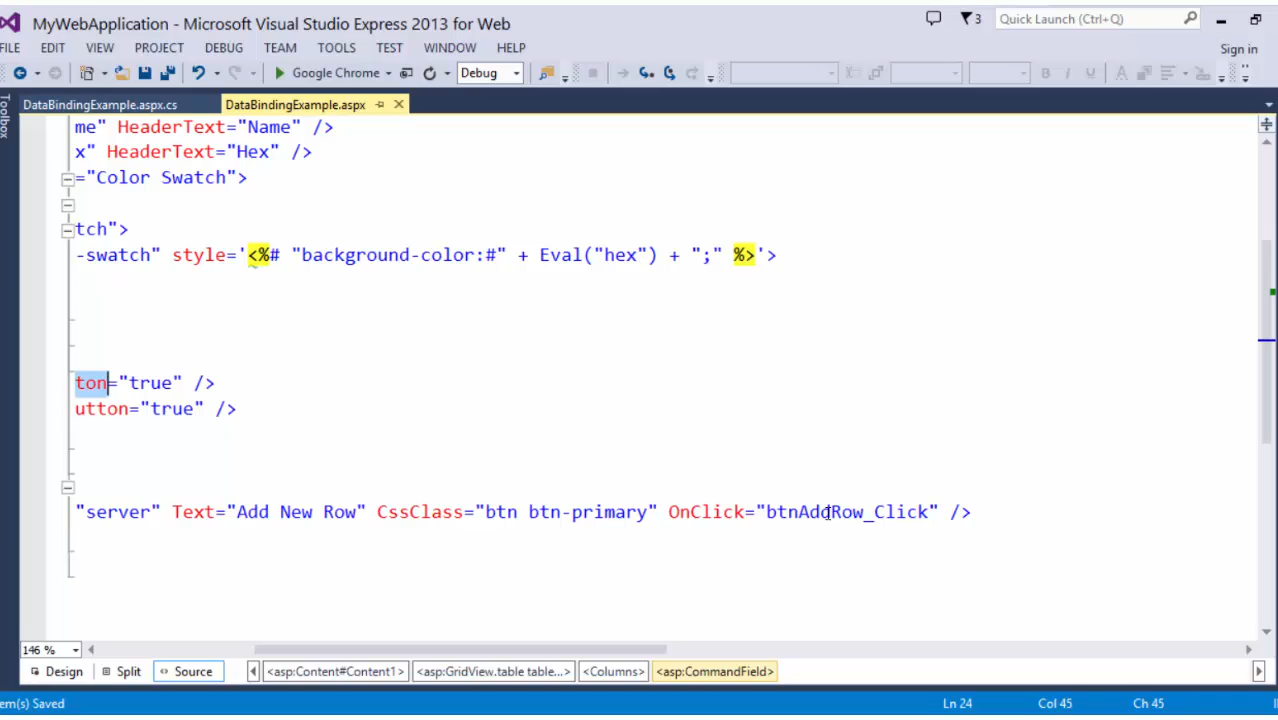 MyWebApplication - Microsoft Visual Studio Express 2013 for Web
3
Quick Launch (Ctrl+Q)
FILE EDIT VIEW PROJECT DEBUG TEAM TOOLS TEST WINDOW HELP
Sign in
Google Chrome
Debug
B I U A
Toolbox
DataBindingExample.aspx.cs
DataBindingExample.aspx
me" HeaderText="Name" />
x" HeaderText="Hex" />
="Color Swatch">
tch">
-swatch" style='<%# "background-color:#" + Eval("hex") + ";" %>'>
ton="true" />
utton="true" />
"server" Text="Add New Row" CssClass="btn btn-primary" OnClick="btnAddRow_Click" />
146 %
Design Split Source <asp:Content#Content1> <asp:GridView.table table...> <Columns> <asp:CommandField>
em(s) Saved
Ln 24 Col 45 Ch 45